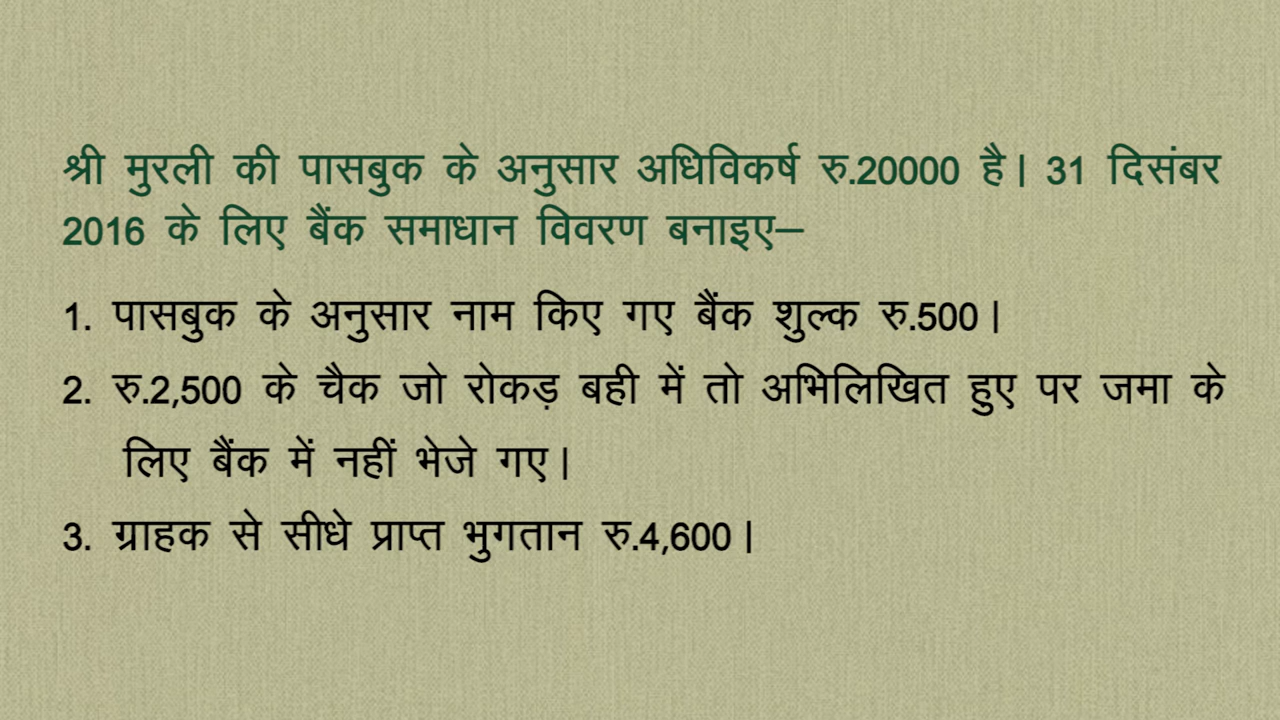 श्री मुरली की पासबुक के अनुसार अधिविकर्ष रु.20000 है। 31 दिसंबर
2016 के लिए बैंक समाधान विवरण बनाइए–
1. पासबुक के अनुसार नाम किए गए बैंक शुल्क रु.500।
2. रु.2,500 के चैक जो रोकड़ बही में तो अभिलिखित हुए पर जमा के
लिए बैंक में नहीं भेजे गए।
3. ग्राहक से सीधे प्राप्त भुगतान रु.4,600।